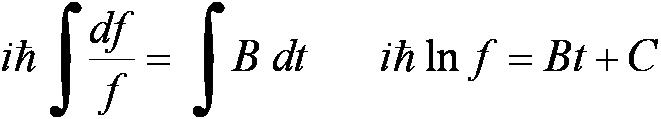 iħ ∫ df/f = ∫ B dt iħ ln f = Bt + C